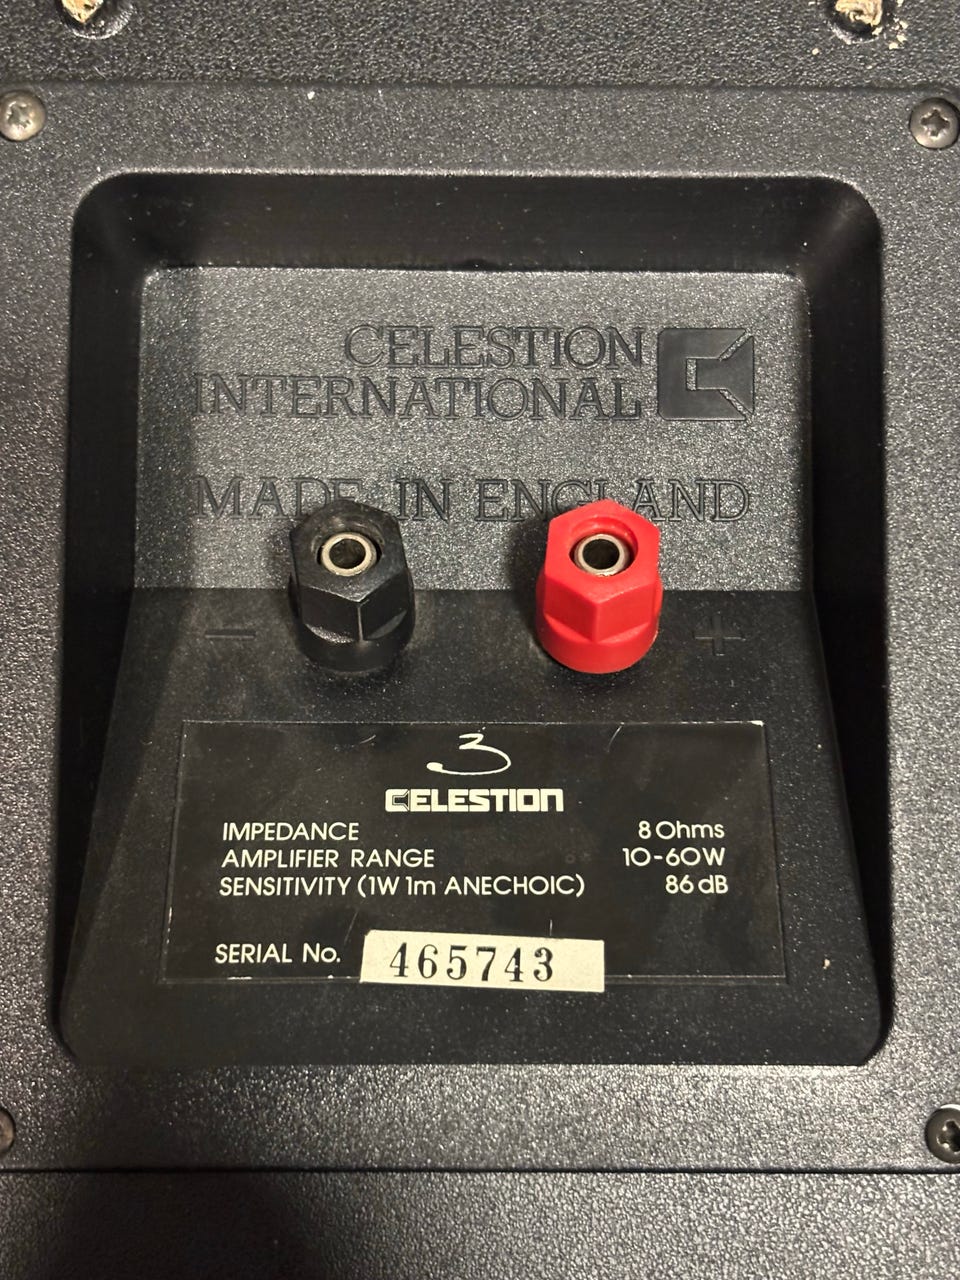 CELESTION
INTERNATIONAL
MADE IN ENGLAND
− +
3
CELESTION
IMPEDANCE 8 Ohms
AMPLIFIER RANGE 10-60W
SENSITIVITY (1W 1m ANECHOIC) 86 dB
SERIAL No. 465743